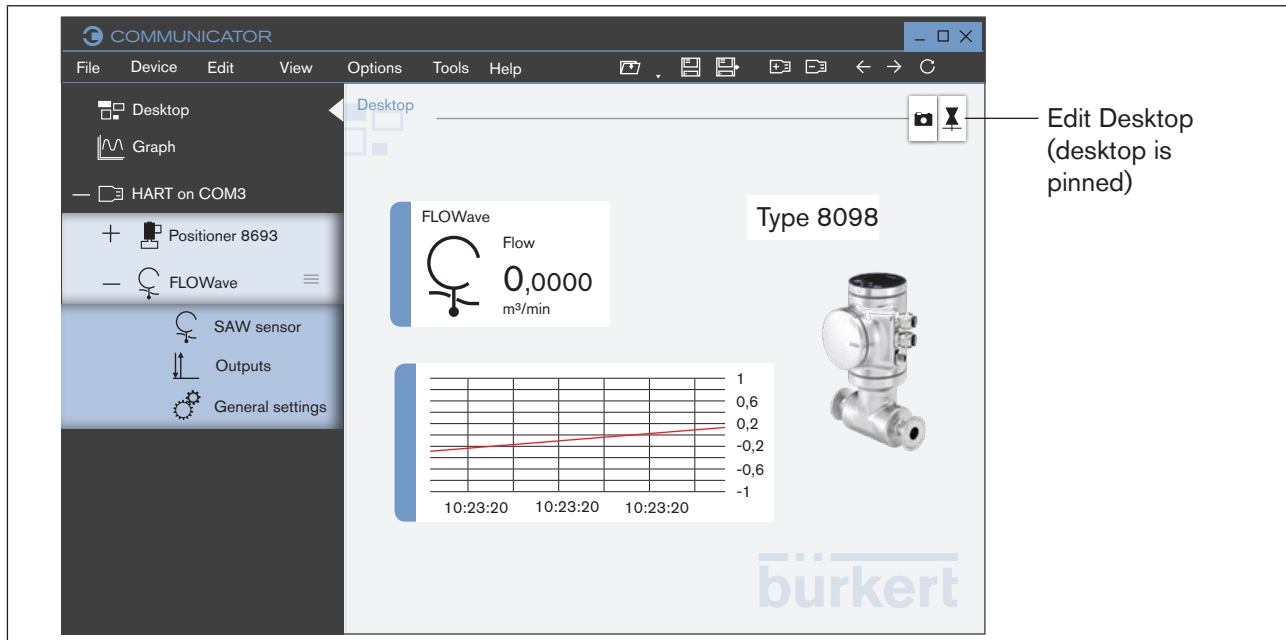 COMMUNICATOR
File Device Edit View Options Tools Help
Desktop
Graph
HART on COM3
Positioner 8693
FLOWave
SAW sensor
Outputs
General settings
Desktop
Edit Desktop
(desktop is
pinned)
FLOWave
Flow
0,0000
m³/min
Type 8098
1
0,6
0,2
-0,2
-0,6
-1
10:23:20 10:23:20 10:23:20
bürkert